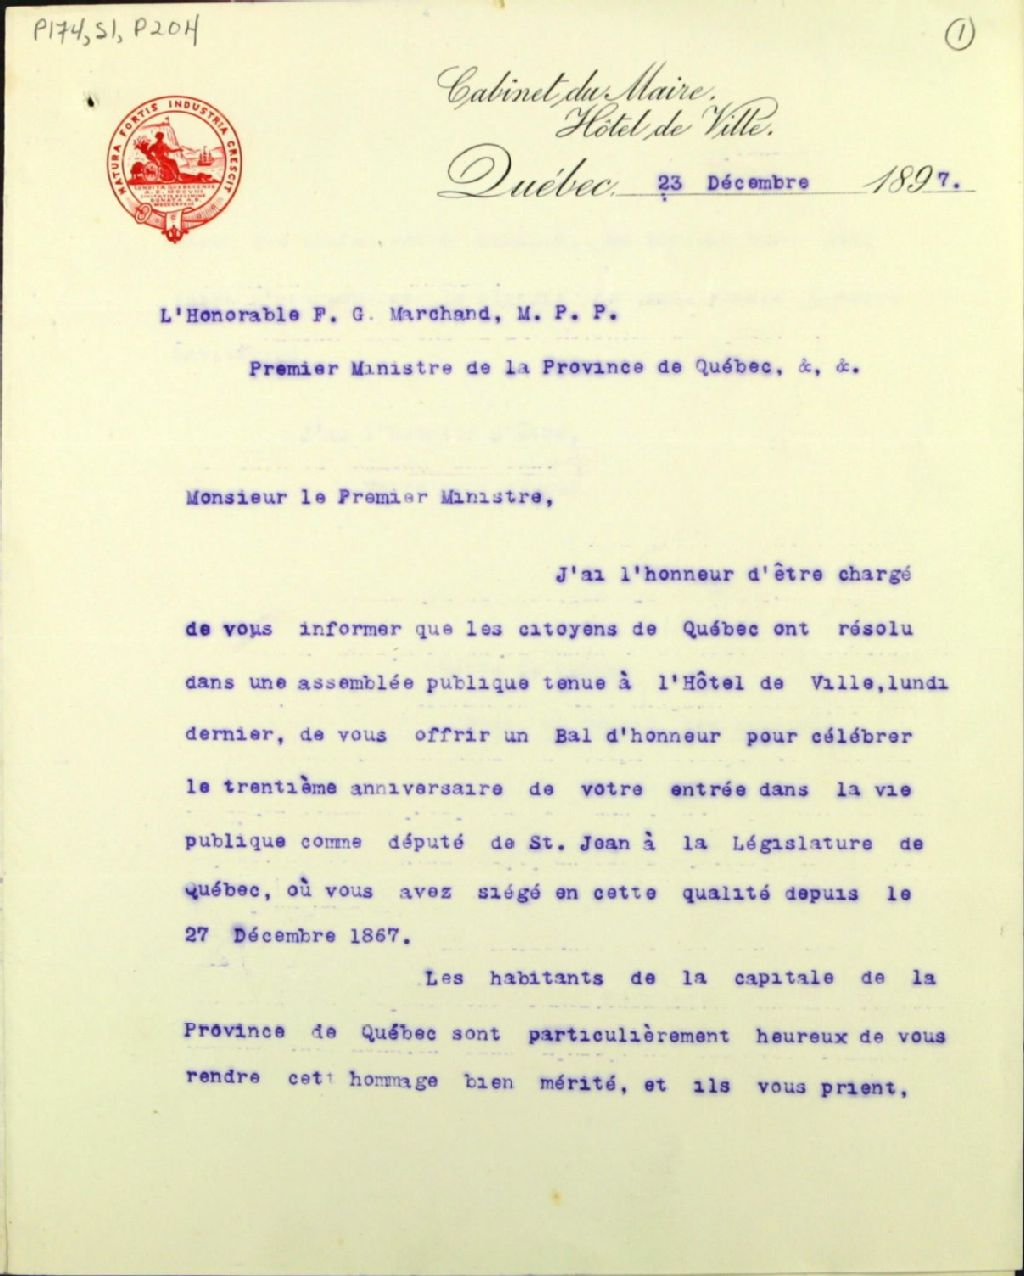 P174, S1, P204
1
NATURA FORTIS INDUSTRIA CRESCIT
Cabinet du Maire.
Hôtel de Ville.
Québec, 23 Décembre 1897.
L'Honorable F. G. Marchand, M. P. P.
Premier Ministre de la Province de Québec, &, &.
Monsieur le Premier Ministre,
J'ai l'honneur d'être chargé
de vous informer que les citoyens de Québec ont résolu
dans une assemblée publique tenue à l'Hôtel de Ville,lundi
dernier, de vous offrir un Bal d'honneur pour célébrer
le trentième anniversaire de votre entrée dans la vie
publique comme député de St. Jean à la Législature de
Québec, où vous avez siégé en cette qualité depuis le
27 Décembre 1867.
Les habitants de la capitale de la
Province de Québec sont particulièrement heureux de vous
rendre cett hommage bien mérité, et ils vous prient,